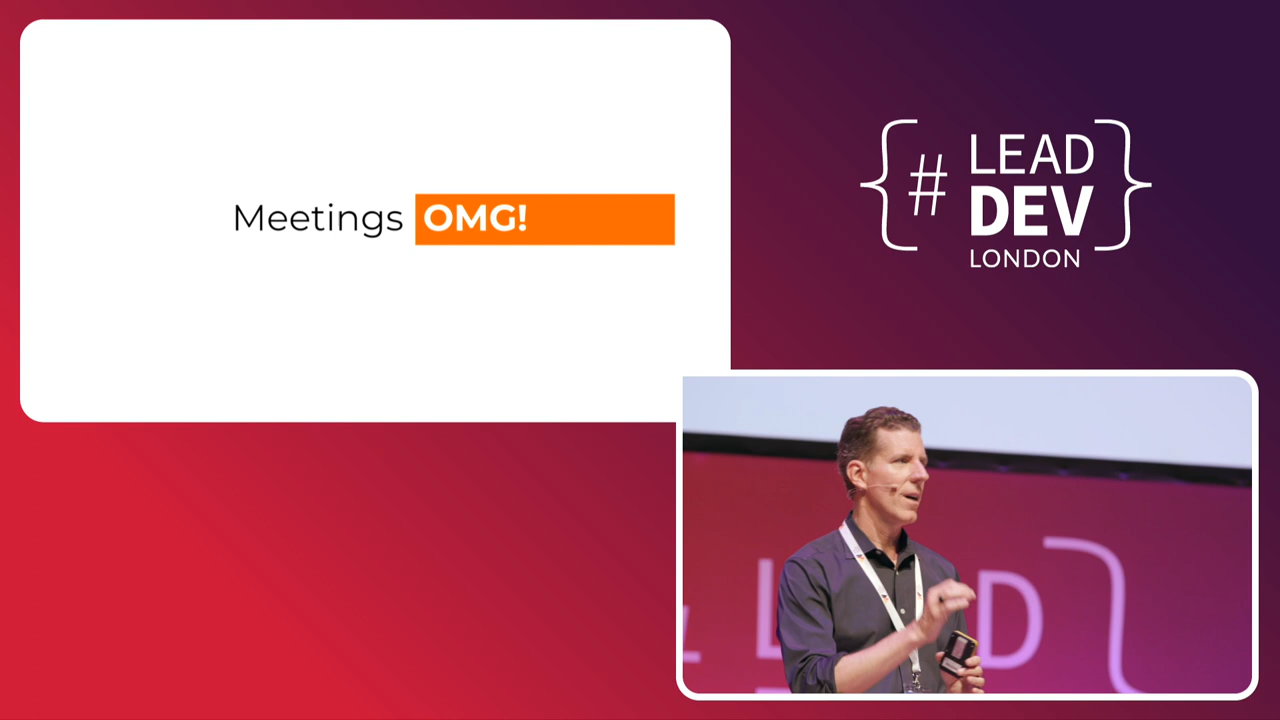 Meetings OMG!
{ # LEAD }
DEV
LONDON
L D }